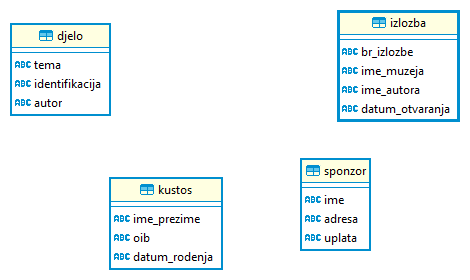 djelo
ABC tema
ABC identifikacija
ABC autor
izlozba
ABC br_izlozbe
ABC ime_muzeja
ABC ime_autora
ABC datum_otvaranja
kustos
ABC ime_prezime
ABC oib
ABC datum_rodenja
sponzor
ABC ime
ABC adresa
ABC uplata